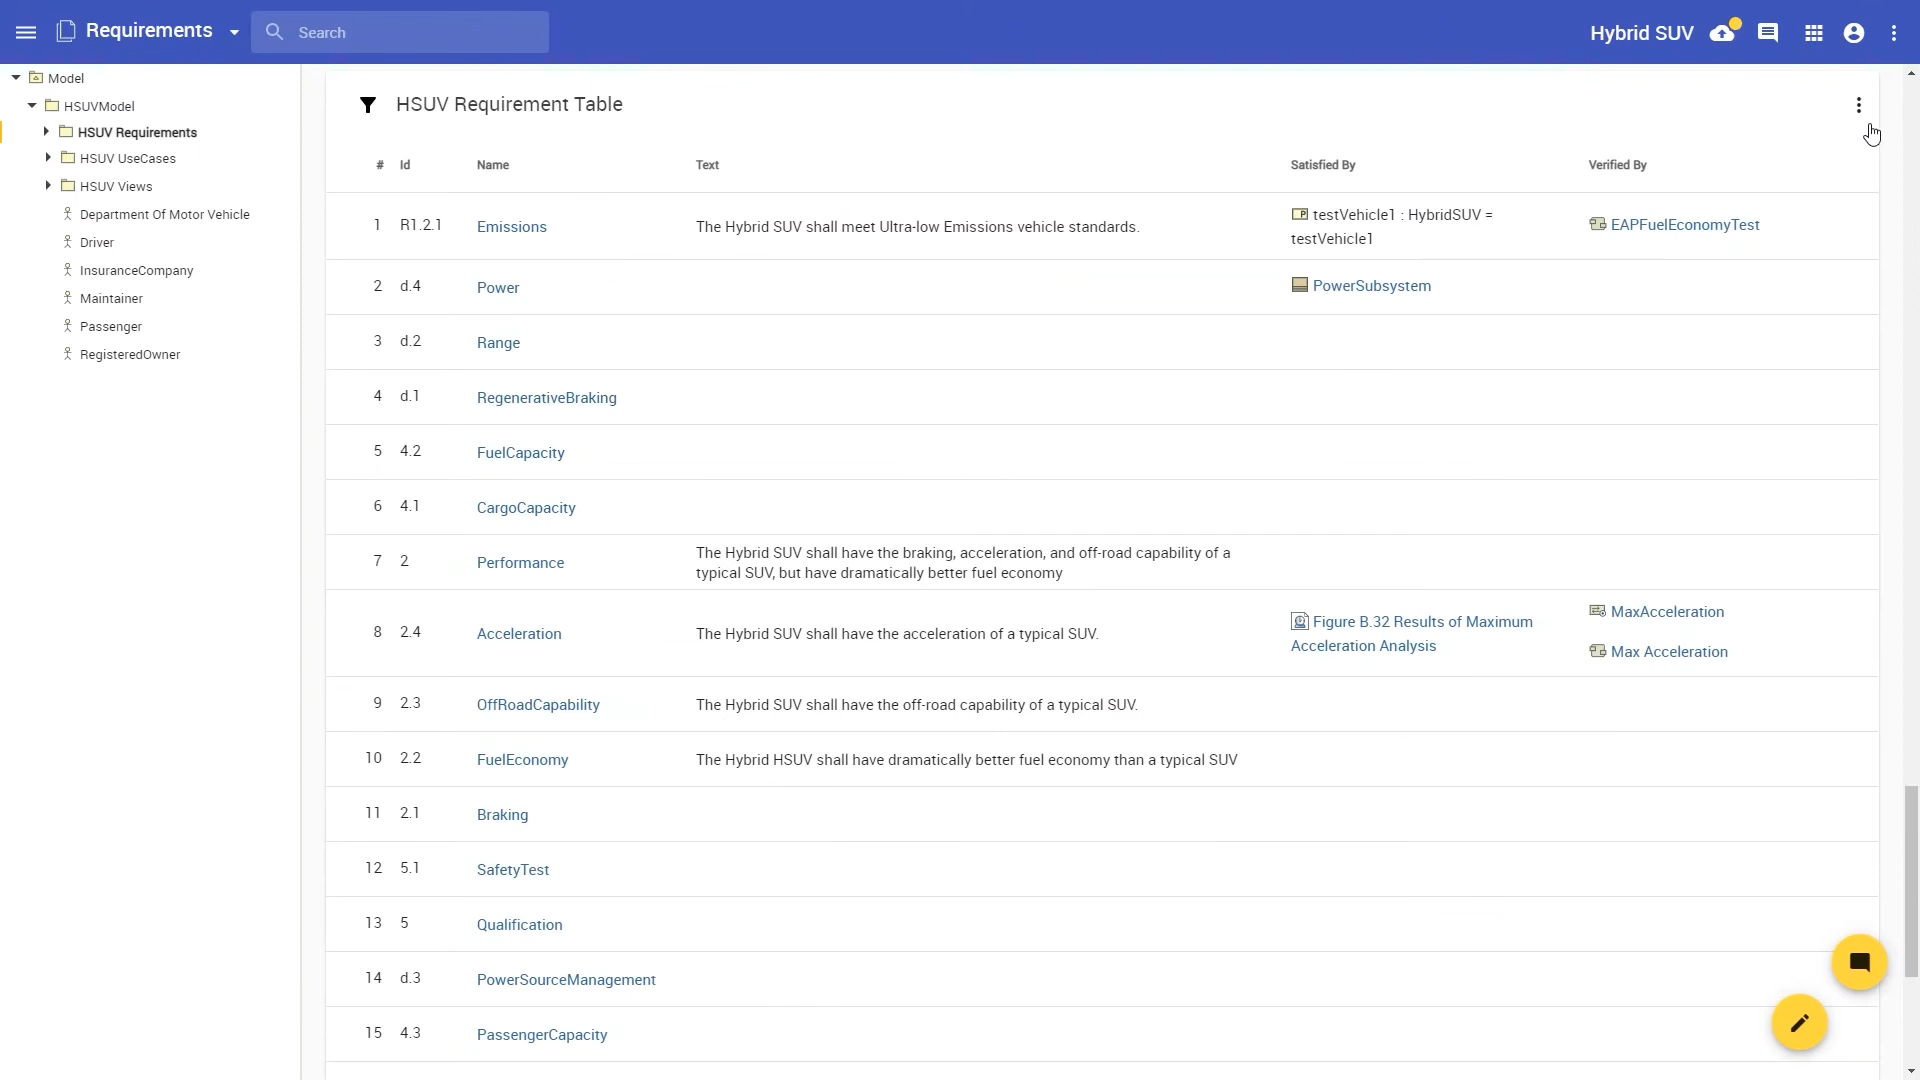 Requirements
Search
Hybrid SUV
Model
HSUVModel
HSUV Requirements
HSUV UseCases
HSUV Views
Department Of Motor Vehicle
Driver
InsuranceCompany
Maintainer
Passenger
RegisteredOwner
HSUV Requirement Table
# Id Name Text Satisfied By Verified By
1 R1.2.1 Emissions The Hybrid SUV shall meet Ultra-low Emissions vehicle standards. testVehicle1 : HybridSUV = EAPFuelEconomyTest
testVehicle1
2 d.4 Power PowerSubsystem
3 d.2 Range
4 d.1 RegenerativeBraking
5 4.2 FuelCapacity
6 4.1 CargoCapacity
7 2 Performance The Hybrid SUV shall have the braking, acceleration, and off-road capability of a
typical SUV, but have dramatically better fuel economy
8 2.4 Acceleration The Hybrid SUV shall have the acceleration of a typical SUV. Figure B.32 Results of Maximum MaxAcceleration
Acceleration Analysis Max Acceleration
9 2.3 OffRoadCapability The Hybrid SUV shall have the off-road capability of a typical SUV.
10 2.2 FuelEconomy The Hybrid HSUV shall have dramatically better fuel economy than a typical SUV
11 2.1 Braking
12 5.1 SafetyTest
13 5 Qualification
14 d.3 PowerSourceManagement
15 4.3 PassengerCapacity